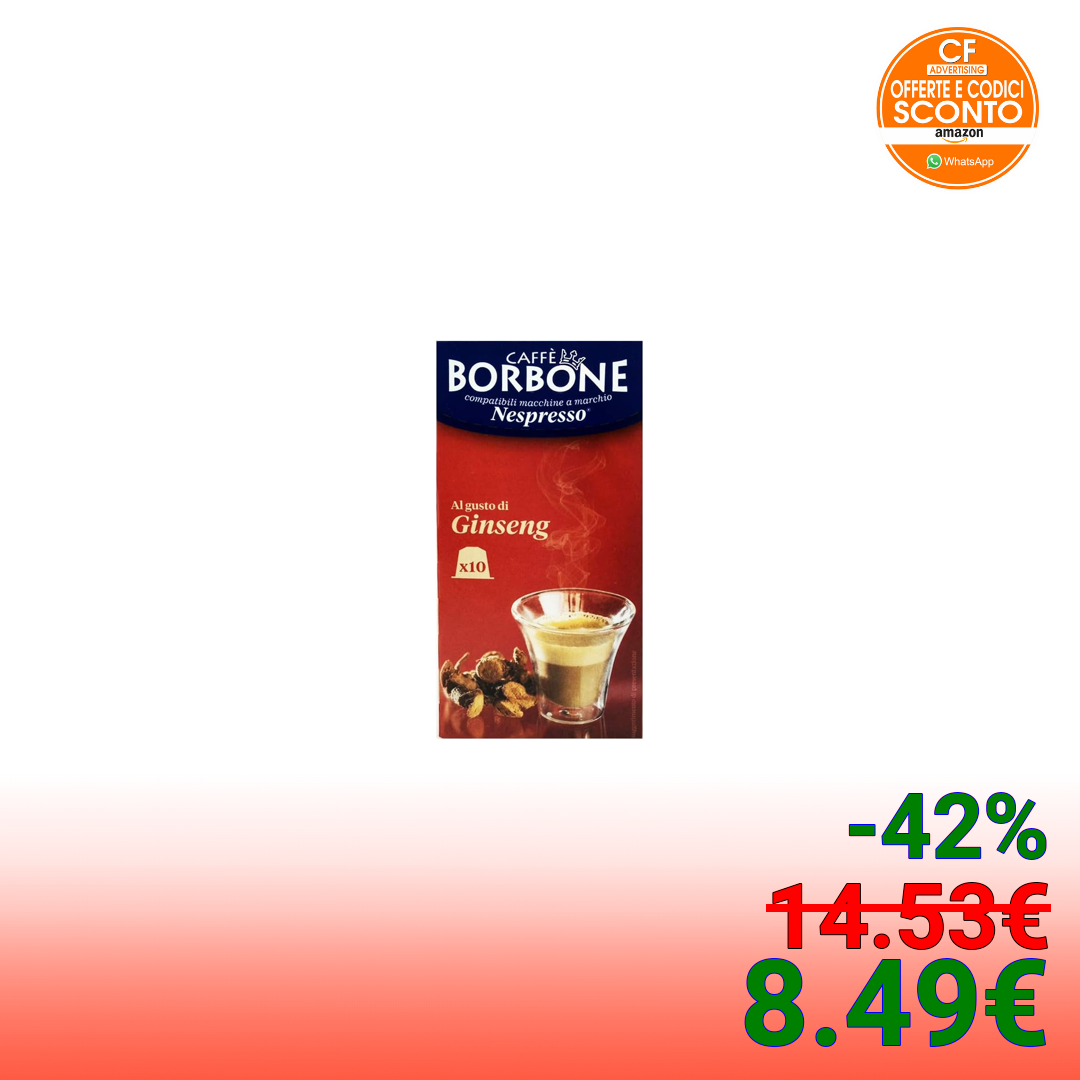 CF
ADVERTISING
OFFERTE E CODICI
SCONTO
amazon
WhatsApp
CAFFÈ
BORBONE
compatibili macchine a marchio
Nespresso
Al gusto di
Ginseng
x10
-42%
14.53€
8.49€